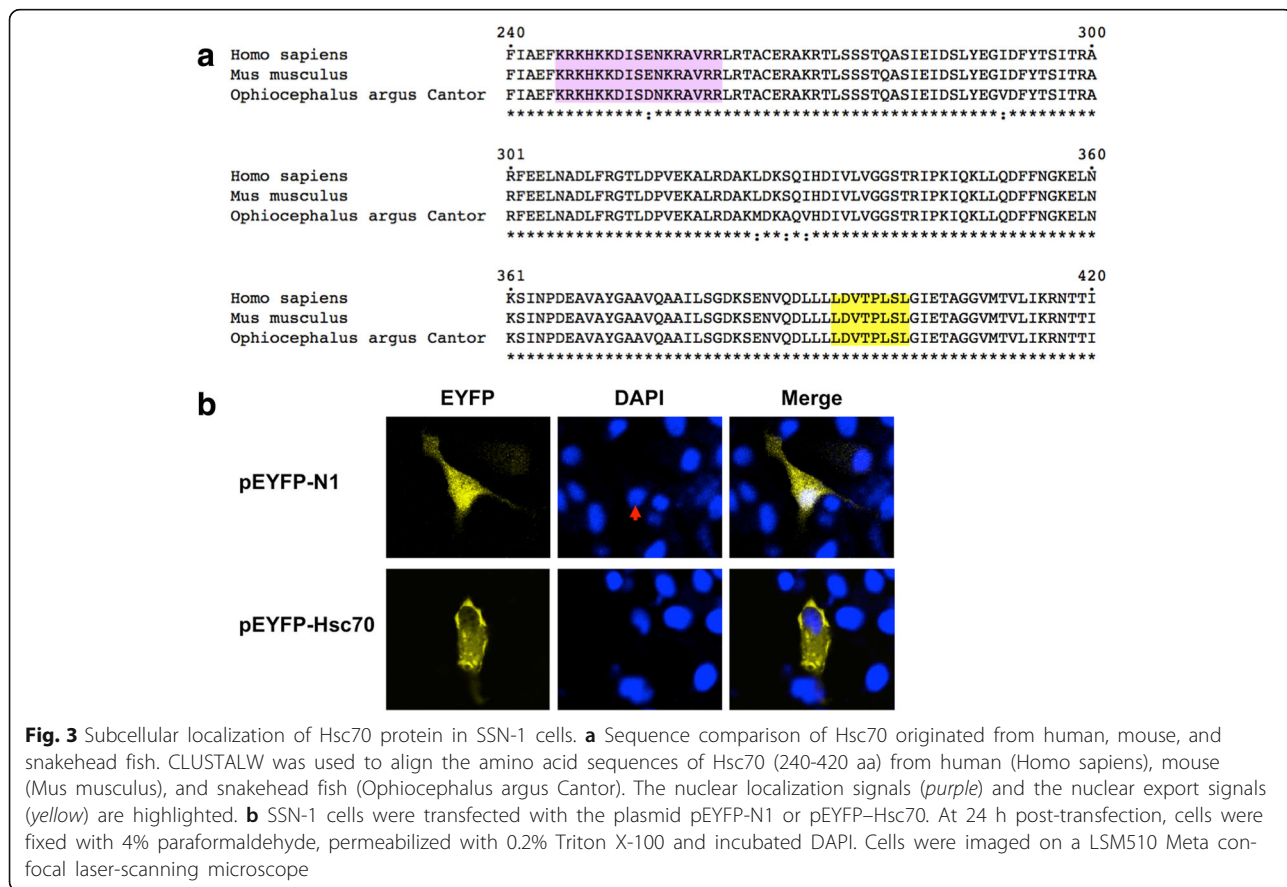 a
240 300
Homo sapiens FIAEFKRKHKKDISENKRAVRRLRTACERAKRTLSSSTQASIEIDSLYEGIDFYTSITRA
Mus musculus FIAEFKRKHKKDISENKRAVRRLRTACERAKRTLSSSTQASIEIDSLYEGIDFYTSITRA
Ophiocephalus argus Cantor FIAEFKRKHKKDISDNKRAVRRLRTACERAKRTLSSSTQASIEIDSLYEGVDFYTSITRA
**************:***********************************:*********
301 360
Homo sapiens RFEELNADLFRGTLDPVEKALRDAKLDKSQIHDIVLVGGSTRIPKIQKLLQDFFNGKELN
Mus musculus RFEELNADLFRGTLDPVEKALRDAKLDKSQIHDIVLVGGSTRIPKIQKLLQDFFNGKELN
Ophiocephalus argus Cantor RFEELNADLFRGTLDPVEKALRDAKMDKAQVHDIVLVGGSTRIPKIQKLLQDFFNGKELN
*************************:**:*:*****************************
361 420
Homo sapiens KSINPDEAVAYGAAVQAAILSGDKSENVQDLLLLDVTPLSLGIETAGGVMTVLIKRNTTI
Mus musculus KSINPDEAVAYGAAVQAAILSGDKSENVQDLLLLDVTPLSLGIETAGGVMTVLIKRNTTI
Ophiocephalus argus Cantor KSINPDEAVAYGAAVQAAILSGDKSENVQDLLLLDVTPLSLGIETAGGVMTVLIKRNTTI
************************************************************
b
EYFP DAPI Merge
pEYFP-N1
pEYFP-Hsc70
Fig. 3 Subcellular localization of Hsc70 protein in SSN-1 cells. a Sequence comparison of Hsc70 originated from human, mouse, and
snakehead fish. CLUSTALW was used to align the amino acid sequences of Hsc70 (240-420 aa) from human (Homo sapiens), mouse
(Mus musculus), and snakehead fish (Ophiocephalus argus Cantor). The nuclear localization signals (purple) and the nuclear export signals
(yellow) are highlighted. b SSN-1 cells were transfected with the plasmid pEYFP-N1 or pEYFP–Hsc70. At 24 h post-transfection, cells were
fixed with 4% paraformaldehyde, permeabilized with 0.2% Triton X-100 and incubated DAPI. Cells were imaged on a LSM510 Meta con-
focal laser-scanning microscope